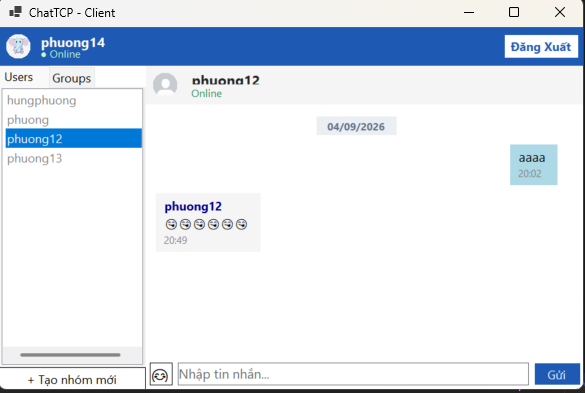 ChatTCP - Client
phuong14
Online
Đăng Xuất
Users
Groups
hungphuong
phuong
phuong12
phuong13
+ Tạo nhóm mới
phuong12
Online
04/09/2026
aaaa
20:02
phuong12
😋😋😋😋😋😋
20:49
Nhập tin nhắn...
Gửi